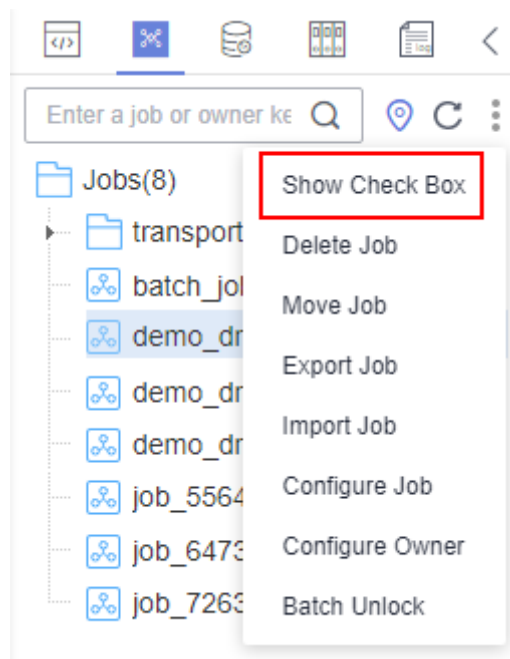 </>
log
Enter a job or owner ke
Jobs(8)
transport
batch_jol
demo_dr
demo_dr
demo_dr
job_5564
job_6473
job_7263
Show Check Box
Delete Job
Move Job
Export Job
Import Job
Configure Job
Configure Owner
Batch Unlock